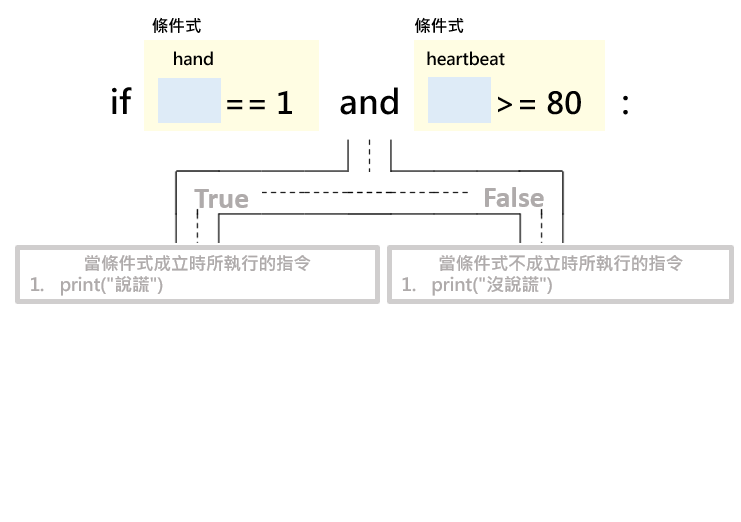 條件式 條件式
hand heartbeat
if == 1 and >= 80 :
True False
當條件式成立時所執行的指令
1. print("說謊")
當條件式不成立時所執行的指令
1. print("沒說謊")